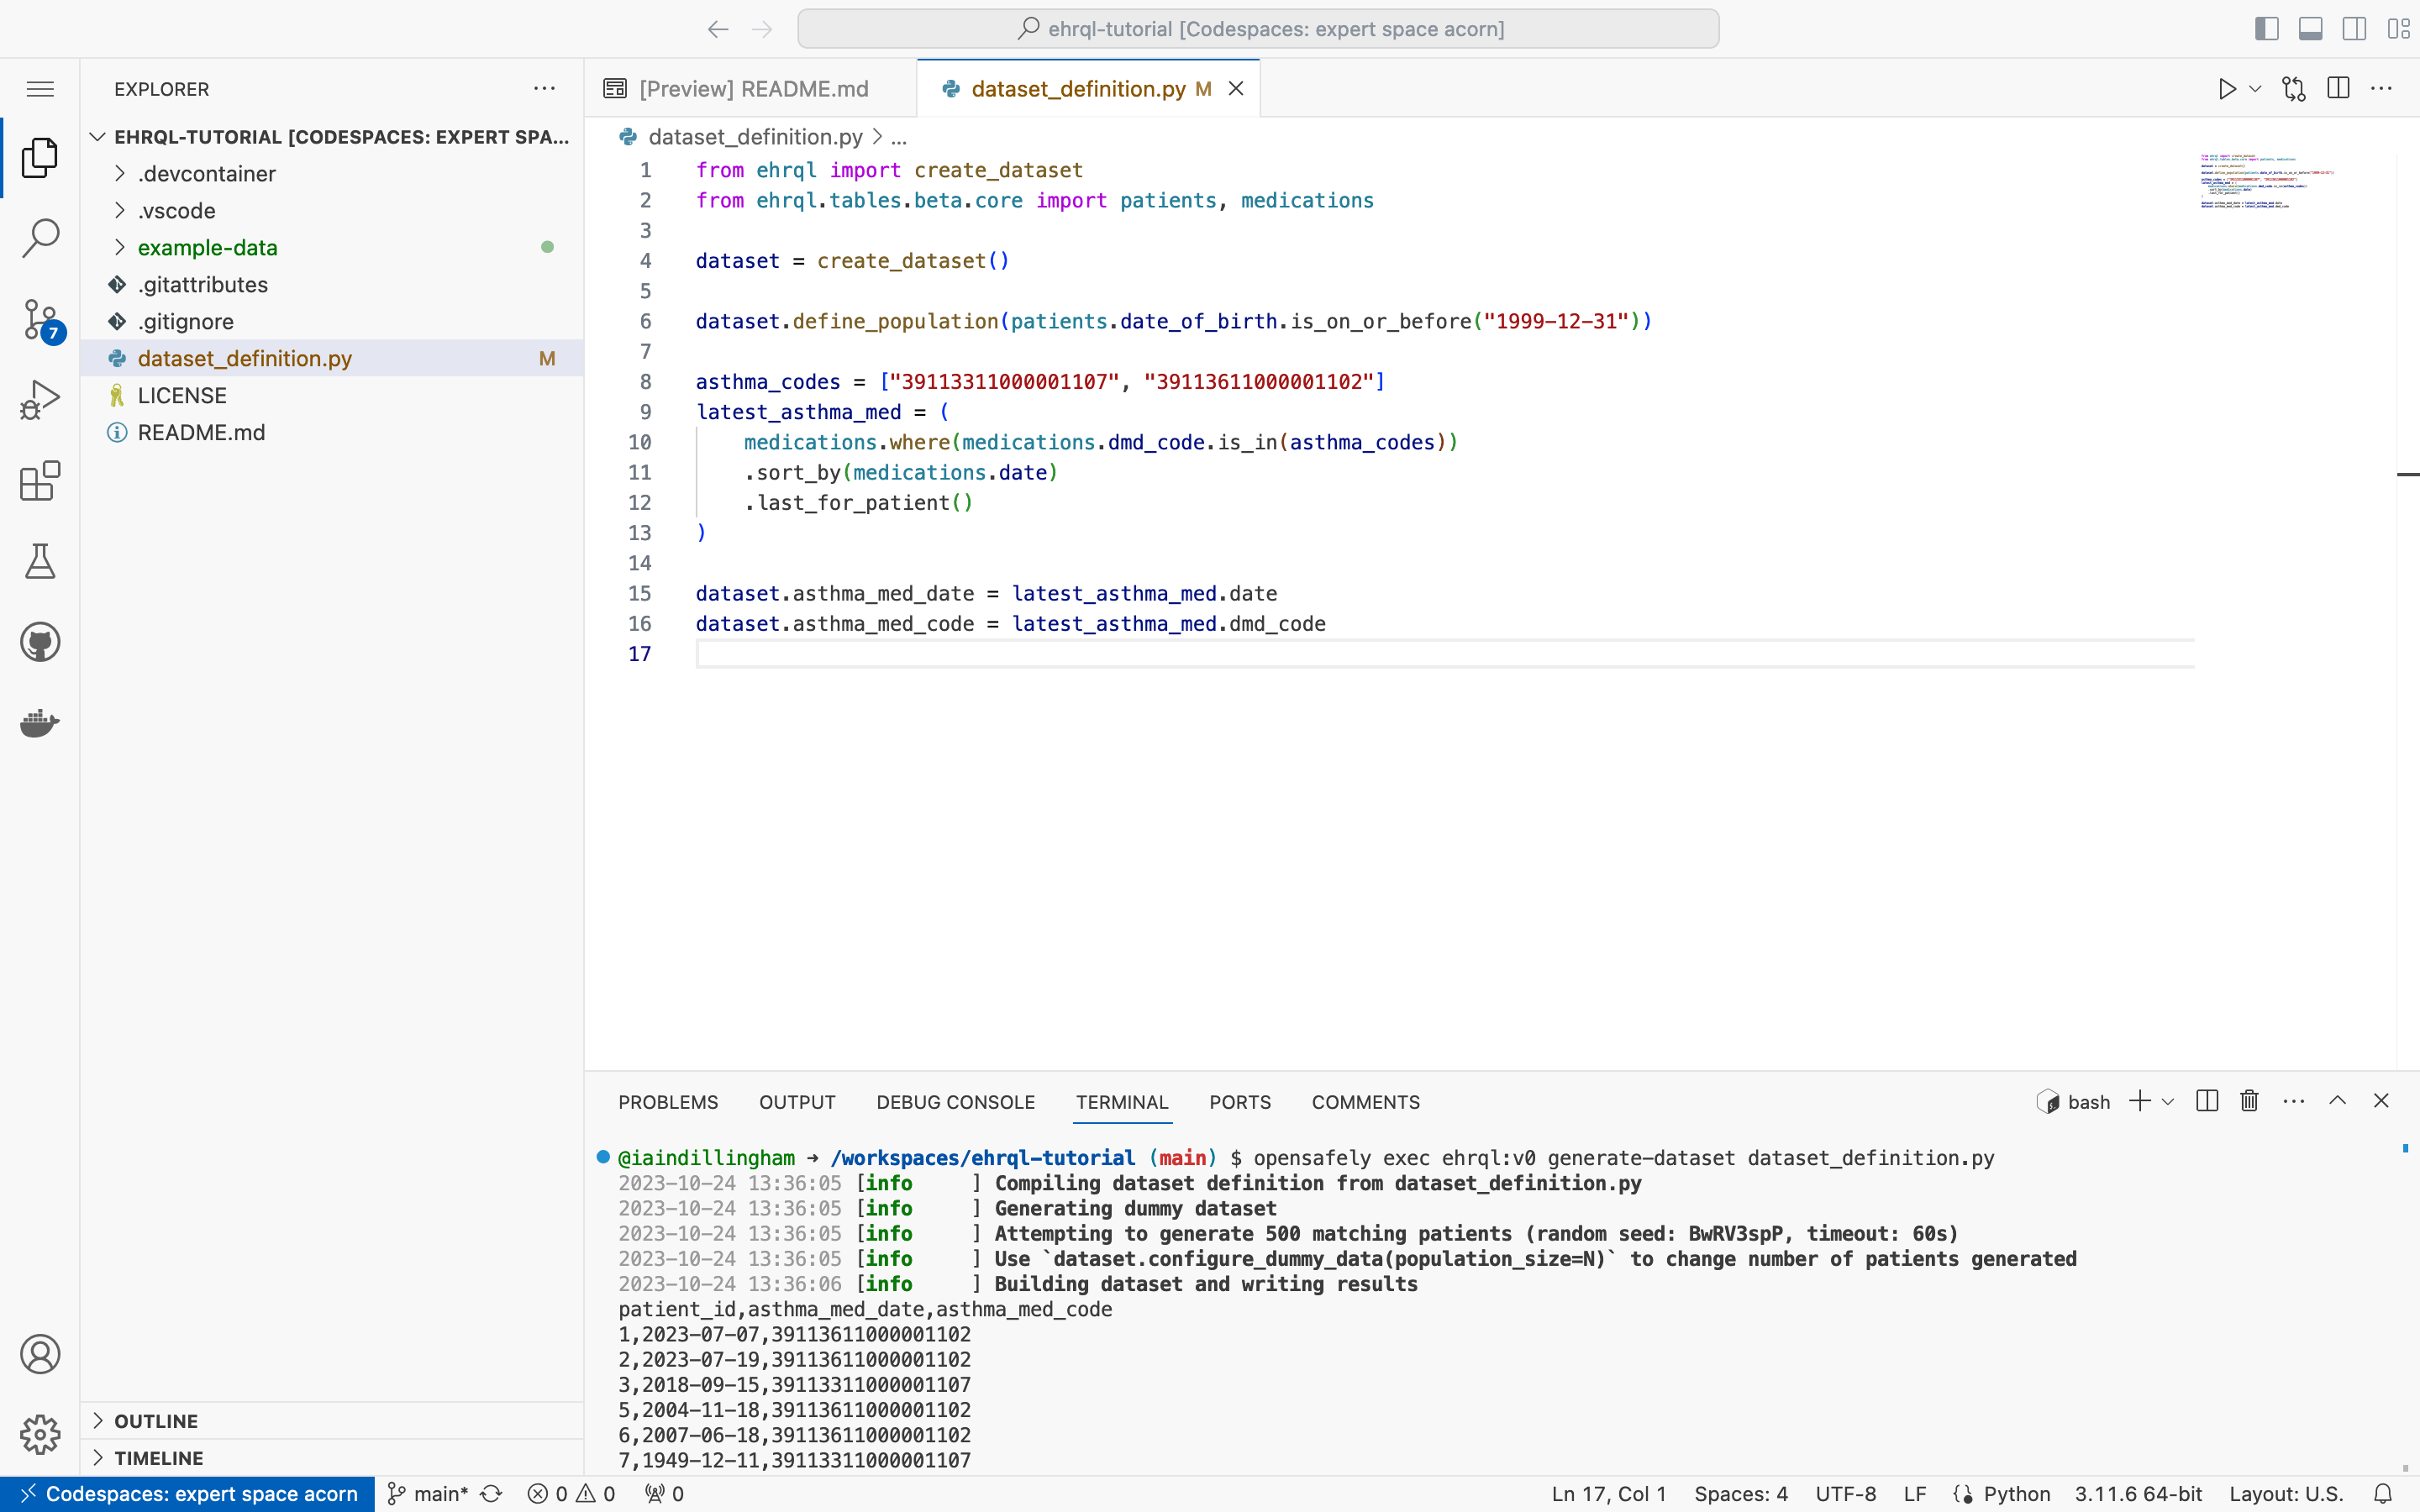 ehrql-tutorial [Codespaces: expert space acorn]
EXPLORER
EHRQL-TUTORIAL [CODESPACES: EXPERT SPA...
.devcontainer
.vscode
example-data
.gitattributes
.gitignore
dataset_definition.py M
LICENSE
README.md
7
OUTLINE
TIMELINE
[Preview] README.md
dataset_definition.py M
dataset_definition.py > ...
1 from ehrql import create_dataset
2 from ehrql.tables.beta.core import patients, medications
3
4 dataset = create_dataset()
5
6 dataset.define_population(patients.date_of_birth.is_on_or_before("1999-12-31"))
7
8 asthma_codes = ["39113311000001107", "39113611000001102"]
9 latest_asthma_med = (
10 medications.where(medications.dmd_code.is_in(asthma_codes))
11 .sort_by(medications.date)
12 .last_for_patient()
13 )
14
15 dataset.asthma_med_date = latest_asthma_med.date
16 dataset.asthma_med_code = latest_asthma_med.dmd_code
17
PROBLEMS OUTPUT DEBUG CONSOLE TERMINAL PORTS COMMENTS
bash
@iaindillingham → /workspaces/ehrql-tutorial (main) $ opensafely exec ehrql:v0 generate-dataset dataset_definition.py
2023-10-24 13:36:05 [info ] Compiling dataset definition from dataset_definition.py
2023-10-24 13:36:05 [info ] Generating dummy dataset
2023-10-24 13:36:05 [info ] Attempting to generate 500 matching patients (random seed: BwRV3spP, timeout: 60s)
2023-10-24 13:36:05 [info ] Use `dataset.configure_dummy_data(population_size=N)` to change number of patients generated
2023-10-24 13:36:06 [info ] Building dataset and writing results
patient_id,asthma_med_date,asthma_med_code
1,2023-07-07,39113611000001102
2,2023-07-19,39113611000001102
3,2018-09-15,39113311000001107
5,2004-11-18,39113611000001102
6,2007-06-18,39113611000001102
7,1949-12-11,39113311000001107
Codespaces: expert space acorn main* 0 0 0 Ln 17, Col 1 Spaces: 4 UTF-8 LF Python 3.11.6 64-bit Layout: U.S.